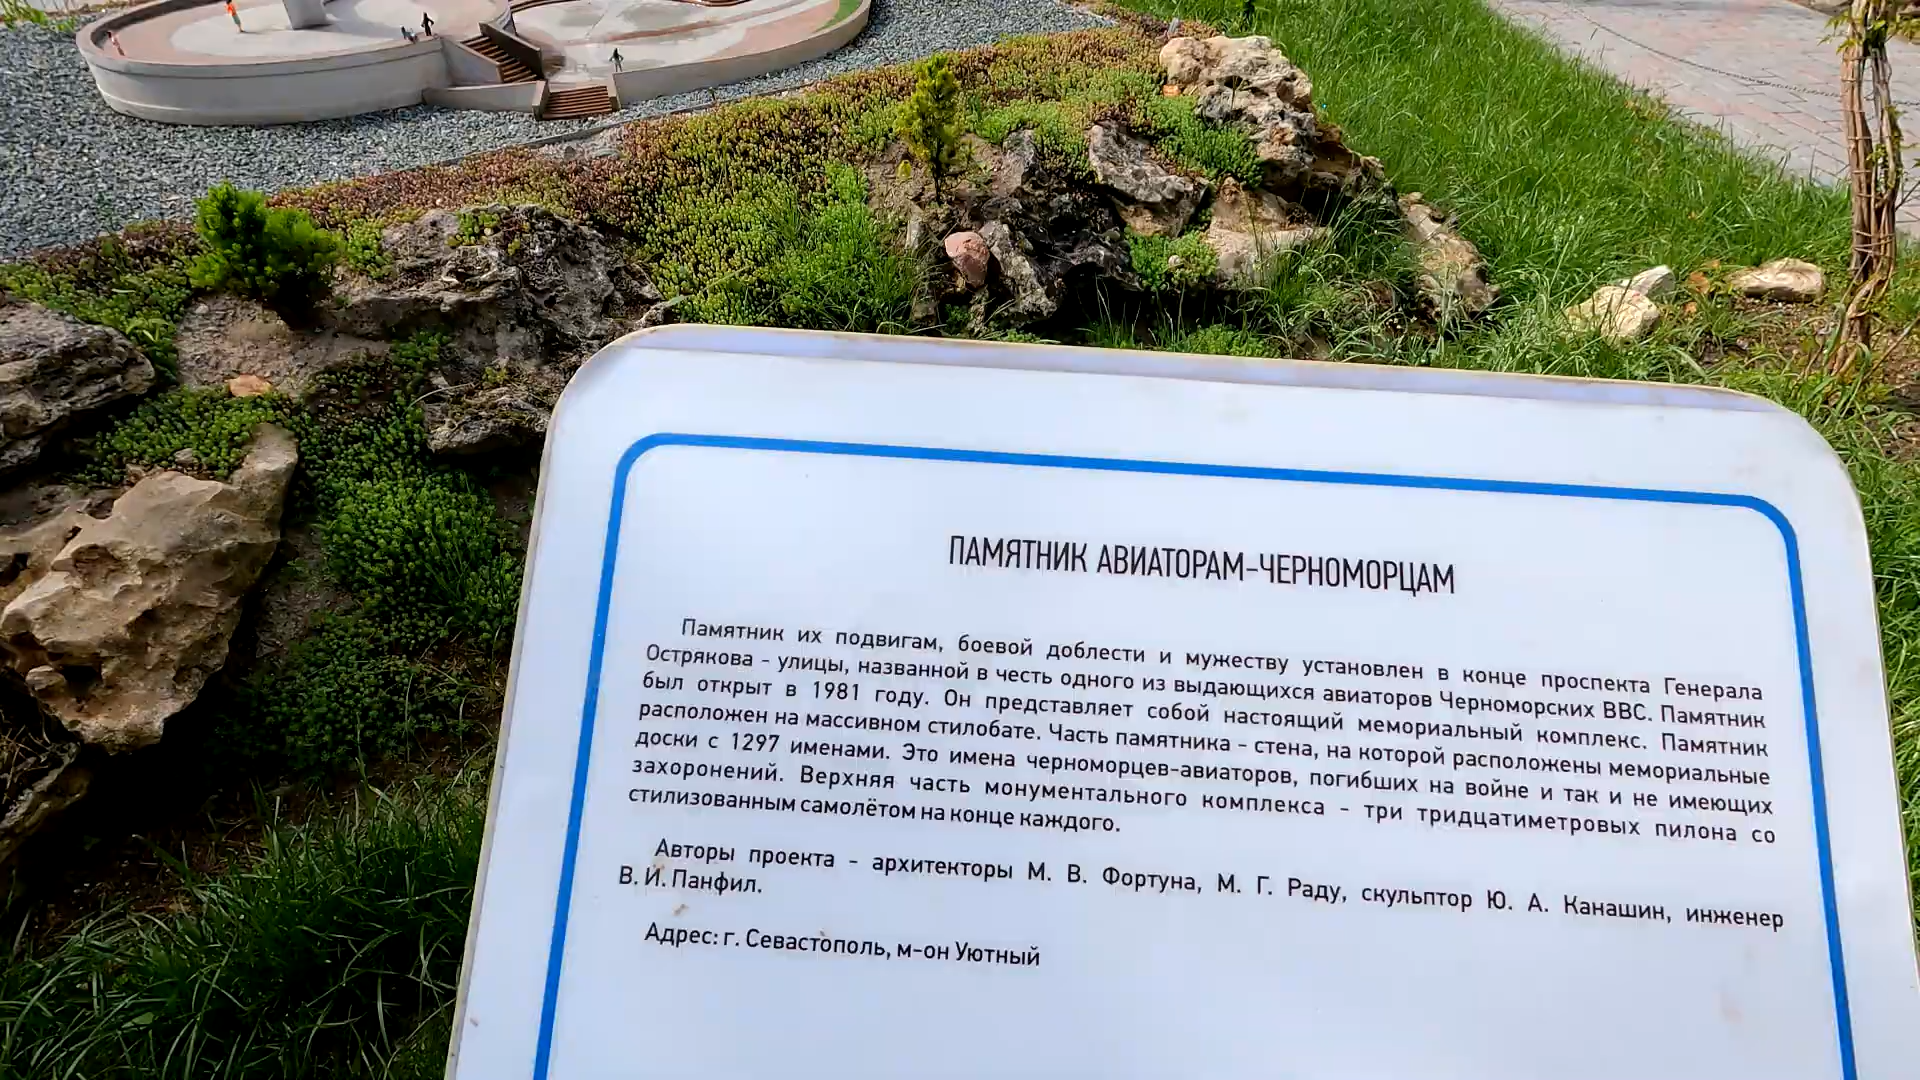 ПАМЯТНИК АВИАТОРАМ-ЧЕРНОМОРЦАМ
Памятник их подвигам, боевой доблести и мужеству установлен в конце проспекта Генерала
Острякова - улицы, названной в честь одного из выдающихся авиаторов Черноморских ВВС. Памятник
был открыт в 1981 году. Он представляет собой настоящий мемориальный комплекс. Памятник
расположен на массивном стилобате. Часть памятника - стена, на которой расположены мемориальные
доски с 1297 именами. Это имена черноморцев-авиаторов, погибших на войне и так и не имеющих
захоронений. Верхняя часть монументального комплекса - три тридцатиметровых пилона со
стилизованным самолётом на конце каждого.
Авторы проекта - архитекторы М. В. Фортуна, М. Г. Раду, скульптор Ю. А. Канашин, инженер
В. И. Панфил.
Адрес: г. Севастополь, м-он Уютный